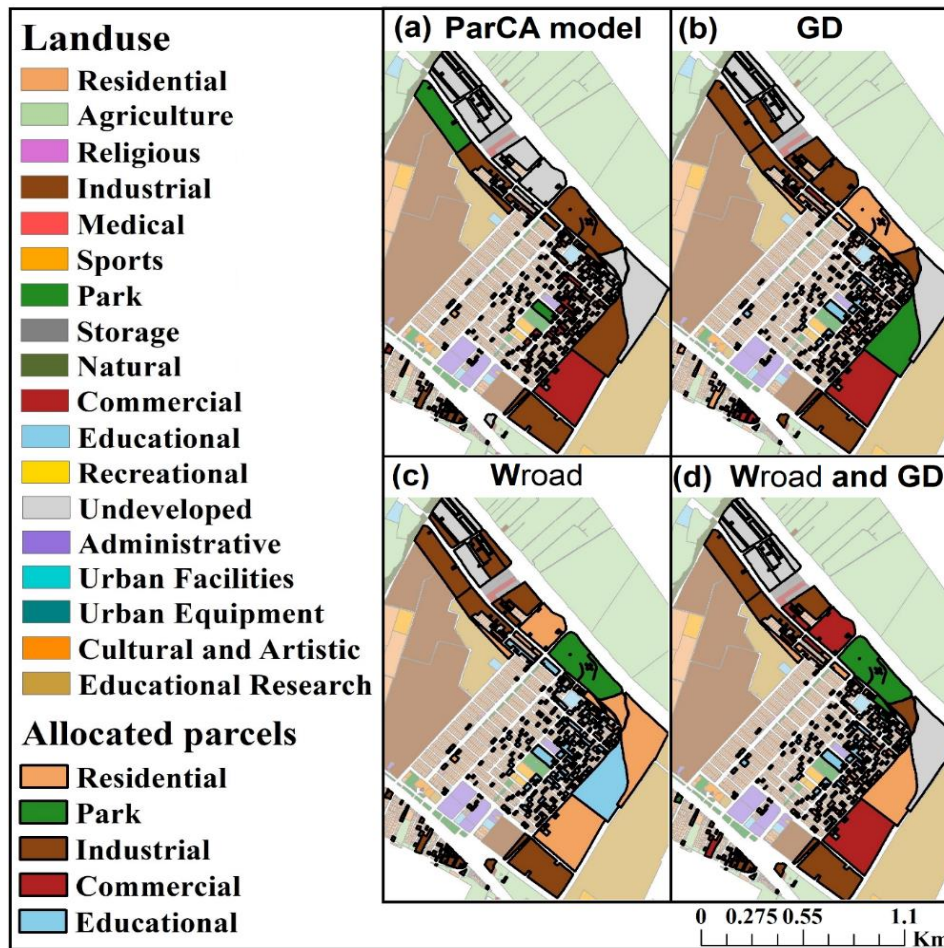 Landuse
Residential
Agriculture
Religious
Industrial
Medical
Sports
Park
Storage
Natural
Commercial
Educational
Recreational
Undeveloped
Administrative
Urban Facilities
Urban Equipment
Cultural and Artistic
Educational Research
Allocated parcels
Residential
Park
Industrial
Commercial
Educational
(a) ParCA model
(b) GD
(c) Wroad
(d) Wroad and GD
0 0.275 0.55 1.1
Km